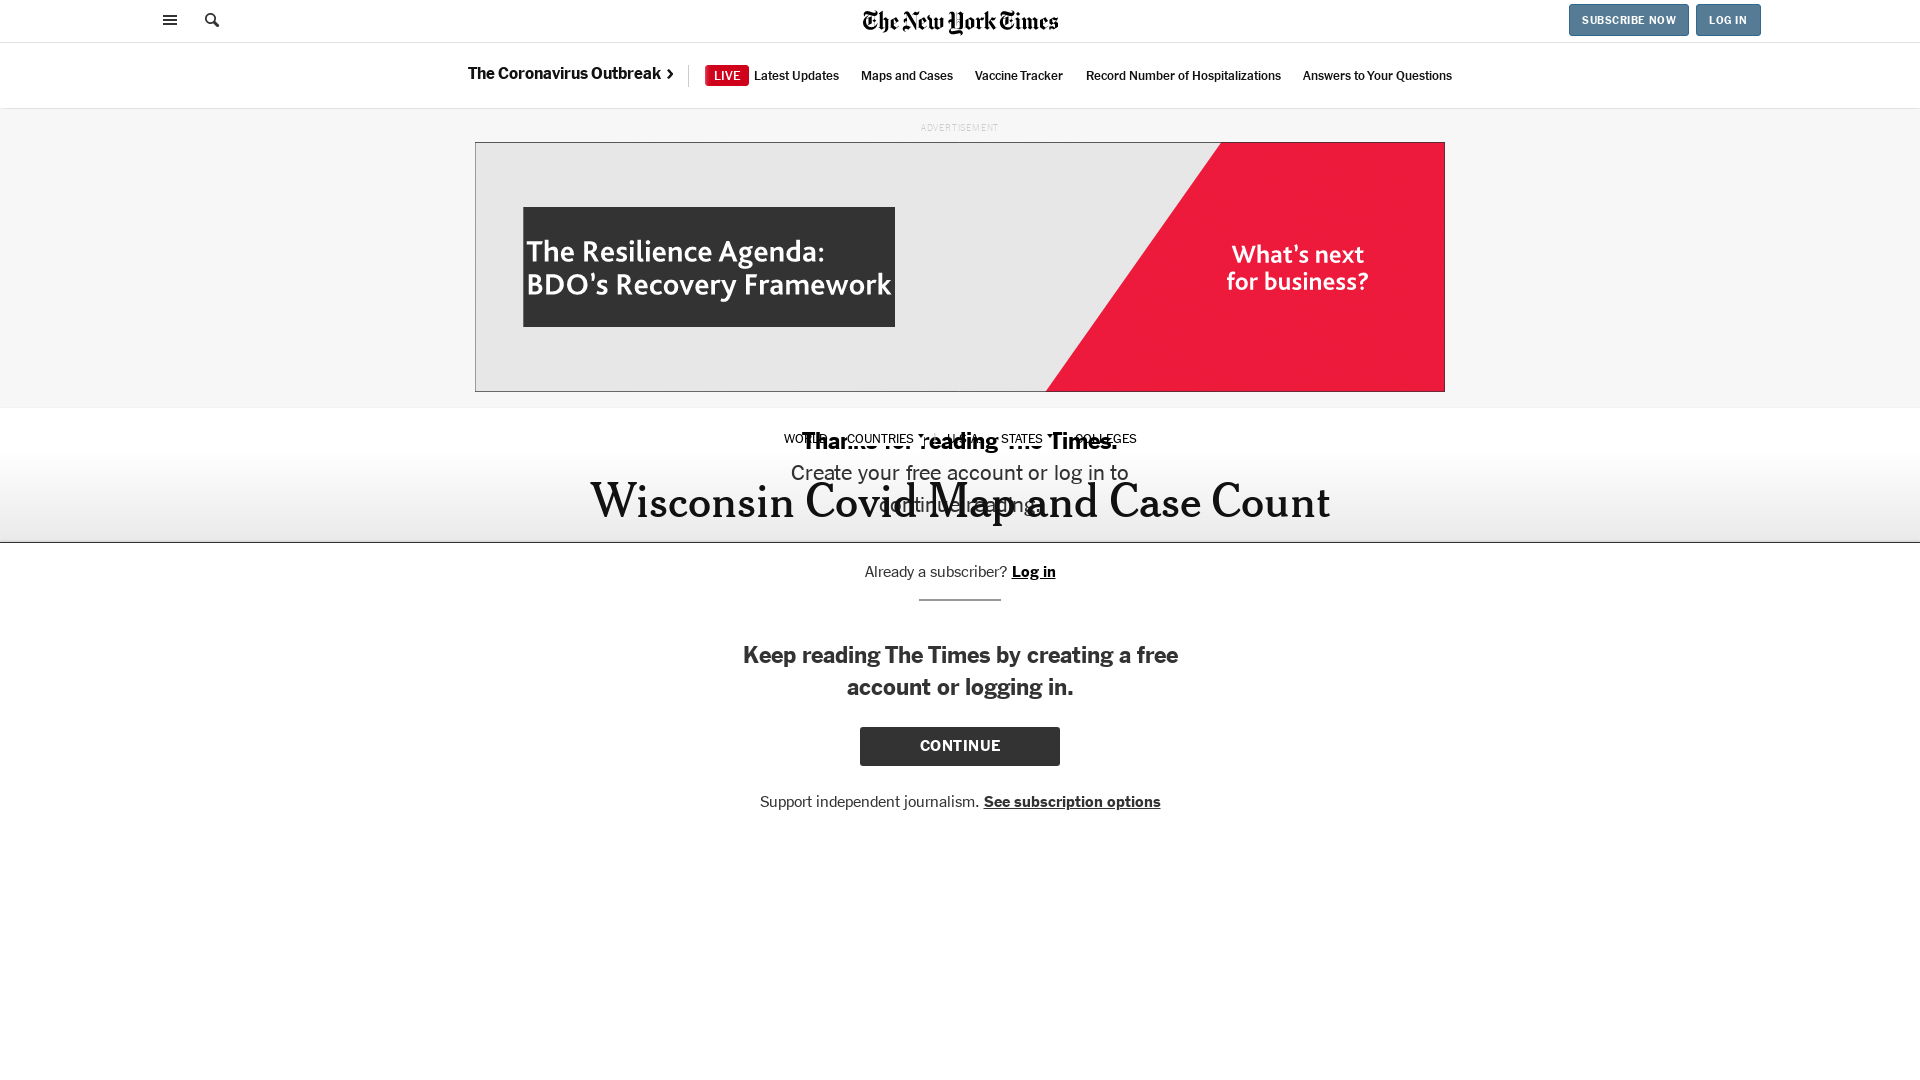 The New York Times
SUBSCRIBE NOW
LOG IN
The Coronavirus Outbreak
LIVE Latest Updates
Maps and Cases
Vaccine Tracker
Record Number of Hospitalizations
Answers to Your Questions
ADVERTISEMENT
The Resilience Agenda:
BDO's Recovery Framework
What's next
for business?
WORLD
COUNTRIES
U.S.A.
STATES
COLLEGES
Thanks for reading The Times.
Create your free account or log in to
continue reading.
Wisconsin Covid Map and Case Count
Already a subscriber? Log in
Keep reading The Times by creating a free
account or logging in.
CONTINUE
Support independent journalism. See subscription options